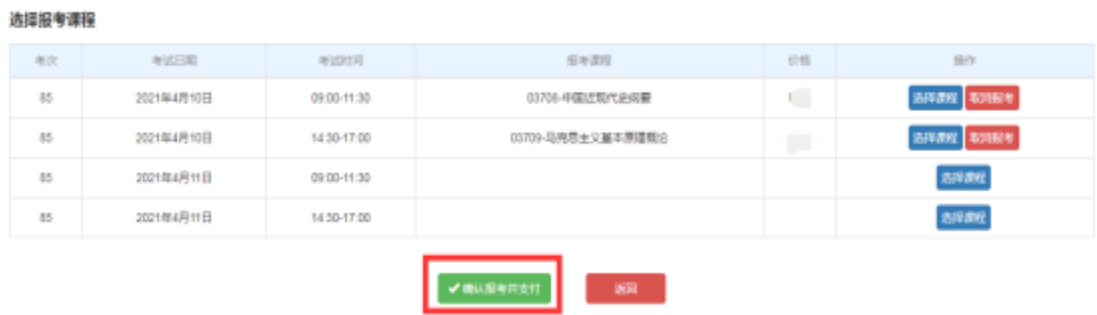 选择报考课程
考次 考试日期 考试时间 报考课程 价格 操作
85 2021年4月10日 09:00-11:30 03708-中国近现代史纲要 选择课程 取消报考
85 2021年4月10日 14:30-17:00 03709-马克思主义基本原理概论 选择课程 取消报考
85 2021年4月11日 09:00-11:30 选择课程
85 2021年4月11日 14:30-17:00 选择课程
✔确认报考并支付 返回